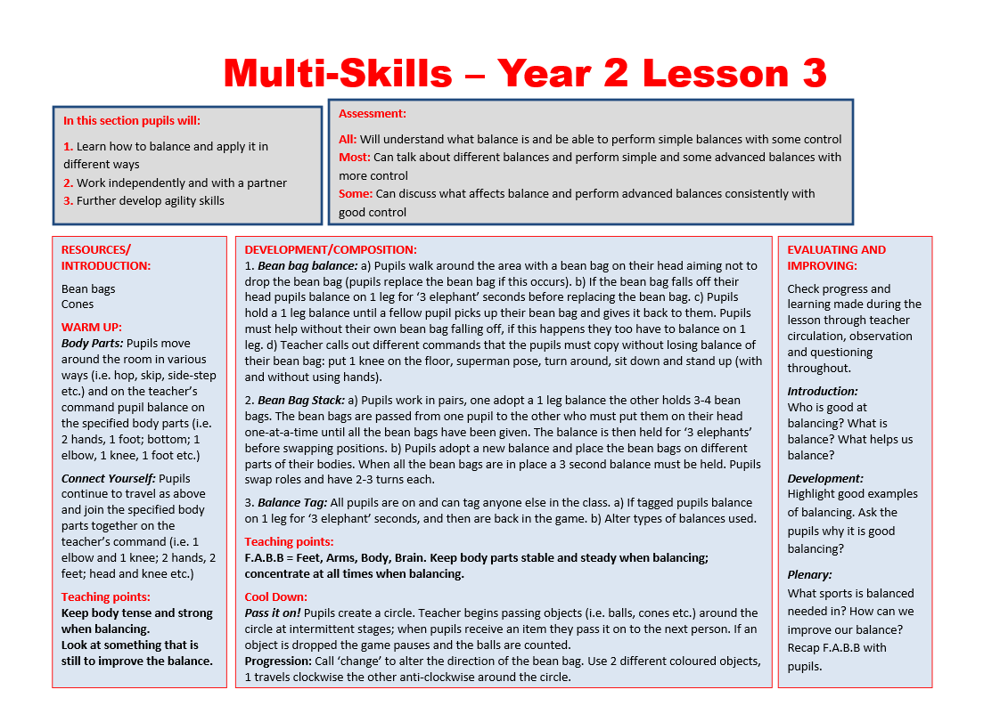 Multi-Skills – Year 2 Lesson 3
In this section pupils will:
1. Learn how to balance and apply it in
different ways
2. Work independently and with a partner
3. Further develop agility skills
Assessment:
All: Will understand what balance is and be able to perform simple balances with some control
Most: Can talk about different balances and perform simple and some advanced balances with
more control
Some: Can discuss what affects balance and perform advanced balances consistently with
good control
RESOURCES/
INTRODUCTION:
Bean bags
Cones
WARM UP:
Body Parts: Pupils move
around the room in various
ways (i.e. hop, skip, side-step
etc.) and on the teacher’s
command pupil balance on
the specified body parts (i.e.
2 hands, 1 foot; bottom; 1
elbow, 1 knee, 1 foot etc.)
Connect Yourself: Pupils
continue to travel as above
and join the specified body
parts together on the
teacher’s command (i.e. 1
elbow and 1 knee; 2 hands, 2
feet; head and knee etc.)
Teaching points:
Keep body tense and strong
when balancing.
Look at something that is
still to improve the balance.
DEVELOPMENT/COMPOSITION:
1. Bean bag balance: a) Pupils walk around the area with a bean bag on their head aiming not to
drop the bean bag (pupils replace the bean bag if this occurs). b) If the bean bag falls off their
head pupils balance on 1 leg for ‘3 elephant’ seconds before replacing the bean bag. c) Pupils
hold a 1 leg balance until a fellow pupil picks up their bean bag and gives it back to them. Pupils
must help without their own bean bag falling off, if this happens they too have to balance on 1
leg. d) Teacher calls out different commands that the pupils must copy without losing balance of
their bean bag: put 1 knee on the floor, superman pose, turn around, sit down and stand up (with
and without using hands).
2. Bean Bag Stack: a) Pupils work in pairs, one adopt a 1 leg balance the other holds 3-4 bean
bags. The bean bags are passed from one pupil to the other who must put them on their head
one-at-a-time until all the bean bags have been given. The balance is then held for ‘3 elephants’
before swapping positions. b) Pupils adopt a new balance and place the bean bags on different
parts of their bodies. When all the bean bags are in place a 3 second balance must be held. Pupils
swap roles and have 2-3 turns each.
3. Balance Tag: All pupils are on and can tag anyone else in the class. a) If tagged pupils balance
on 1 leg for ‘3 elephant’ seconds, and then are back in the game. b) Alter types of balances used.
Teaching points:
F.A.B.B = Feet, Arms, Body, Brain. Keep body parts stable and steady when balancing;
concentrate at all times when balancing.
Cool Down:
Pass it on! Pupils create a circle. Teacher begins passing objects (i.e. balls, cones etc.) around the
circle at intermittent stages; when pupils receive an item they pass it on to the next person. If an
object is dropped the game pauses and the balls are counted.
Progression: Call ‘change’ to alter the direction of the bean bag. Use 2 different coloured objects,
1 travels clockwise the other anti-clockwise around the circle.
EVALUATING AND
IMPROVING:
Check progress and
learning made during the
lesson through teacher
circulation, observation
and questioning
throughout.
Introduction:
Who is good at
balancing? What is
balance? What helps us
balance?
Development:
Highlight good examples
of balancing. Ask the
pupils why it is good
balancing?
Plenary:
What sports is balanced
needed in? How can we
improve our balance?
Recap F.A.B.B with
pupils.